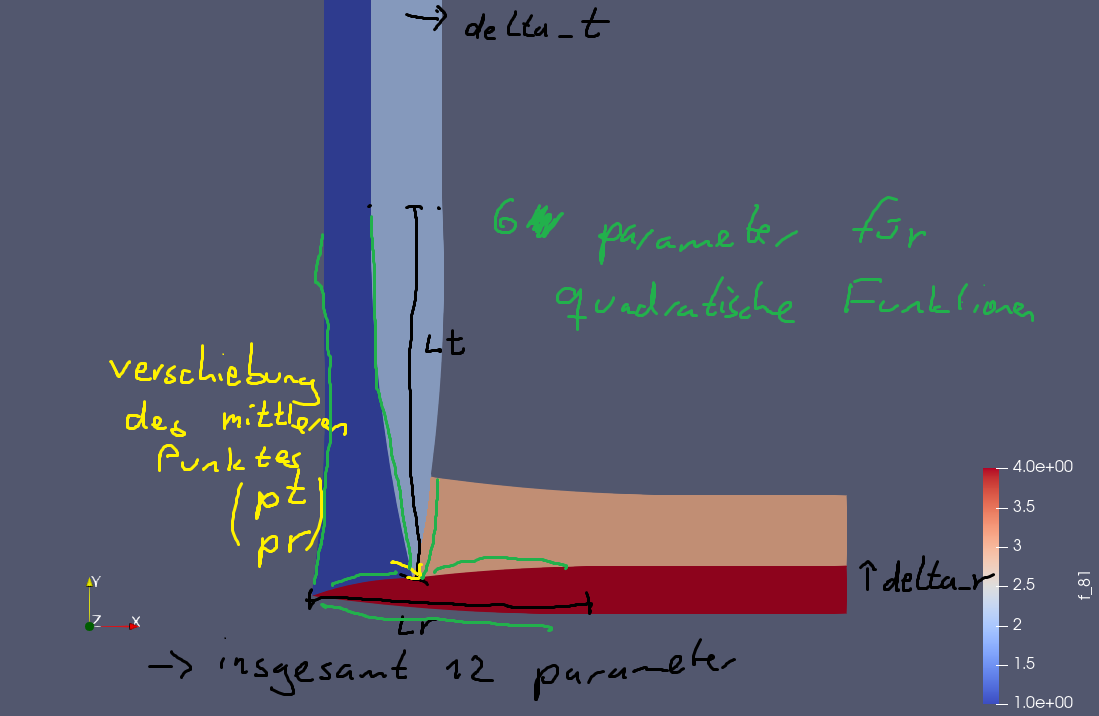 → delta_t
6 parameter für
quadratische Funktionen
Lt
verschiebung
des mittleren
Punktes
(pt
pr)
↑delta_r
Lr
→ insgesamt 12 parameter
4.0e+00
3.5
3
2.5
2
1.5
1.0e+00
f_81
Y
Z
X